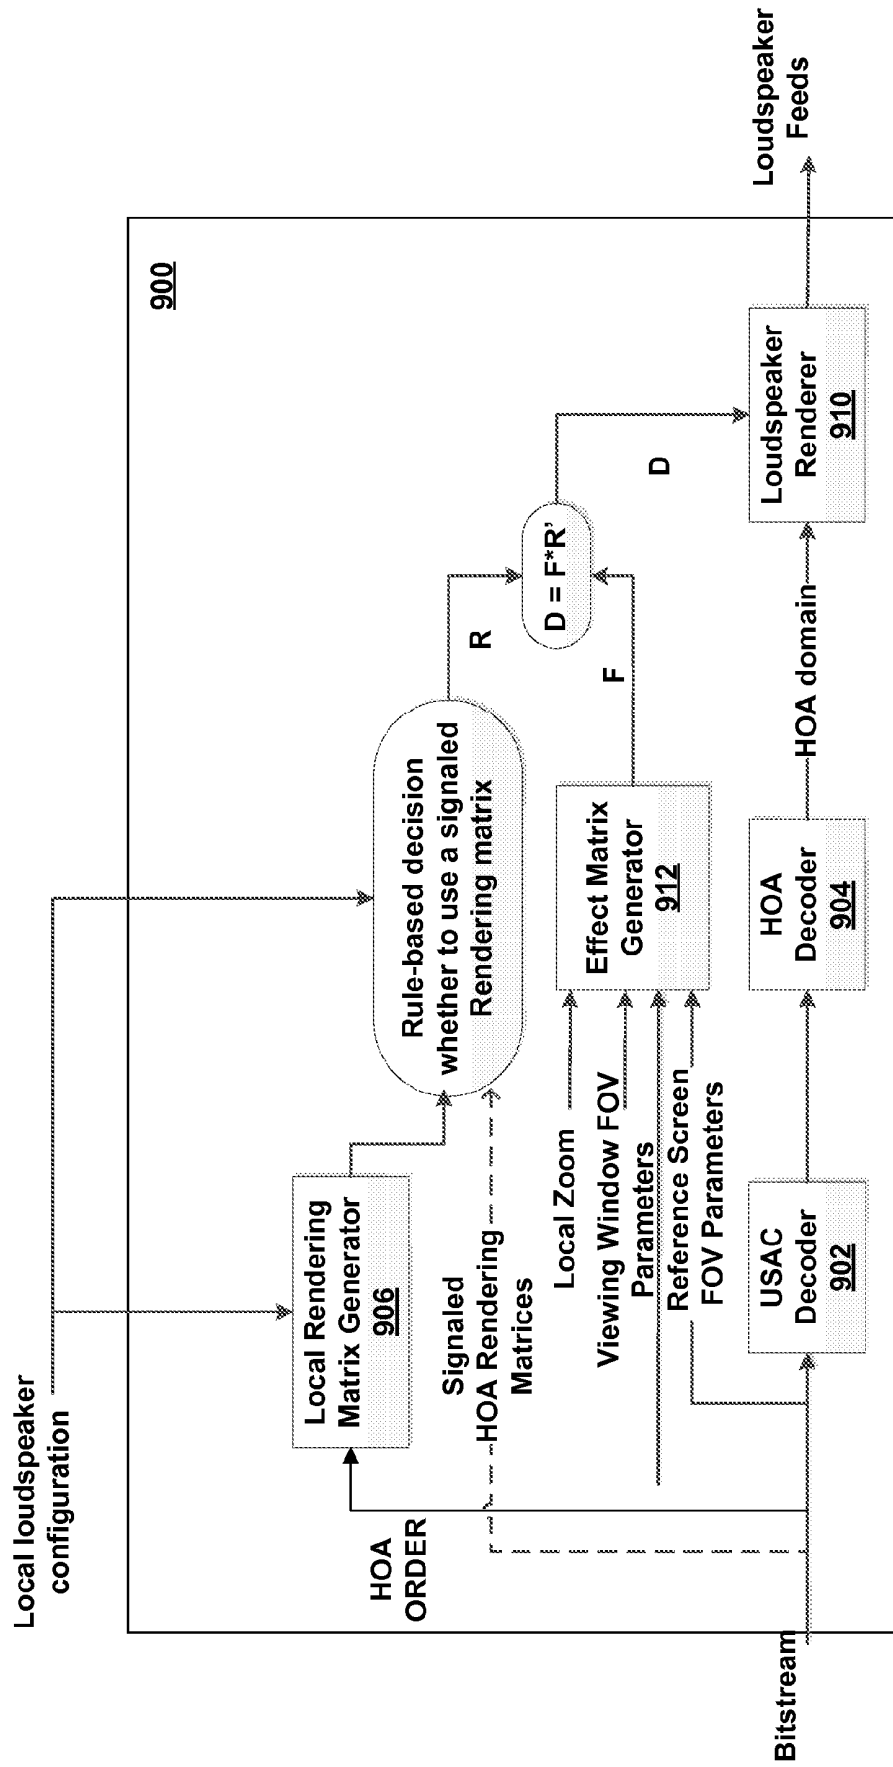 Local loudspeaker
configuration
900
HOA
ORDER
Local Rendering
Matrix Generator
906
Rule-based decision
whether to use a signaled
Rendering matrix
Signaled
HOA Rendering
Matrices
R
D = F*R'
F
D
Local Zoom
Viewing Window FOV
Parameters
Reference Screen
FOV Parameters
Effect Matrix
Generator
912
Bitstream
USAC
Decoder
902
HOA
Decoder
904
HOA domain
Loudspeaker
Renderer
910
Loudspeaker
Feeds